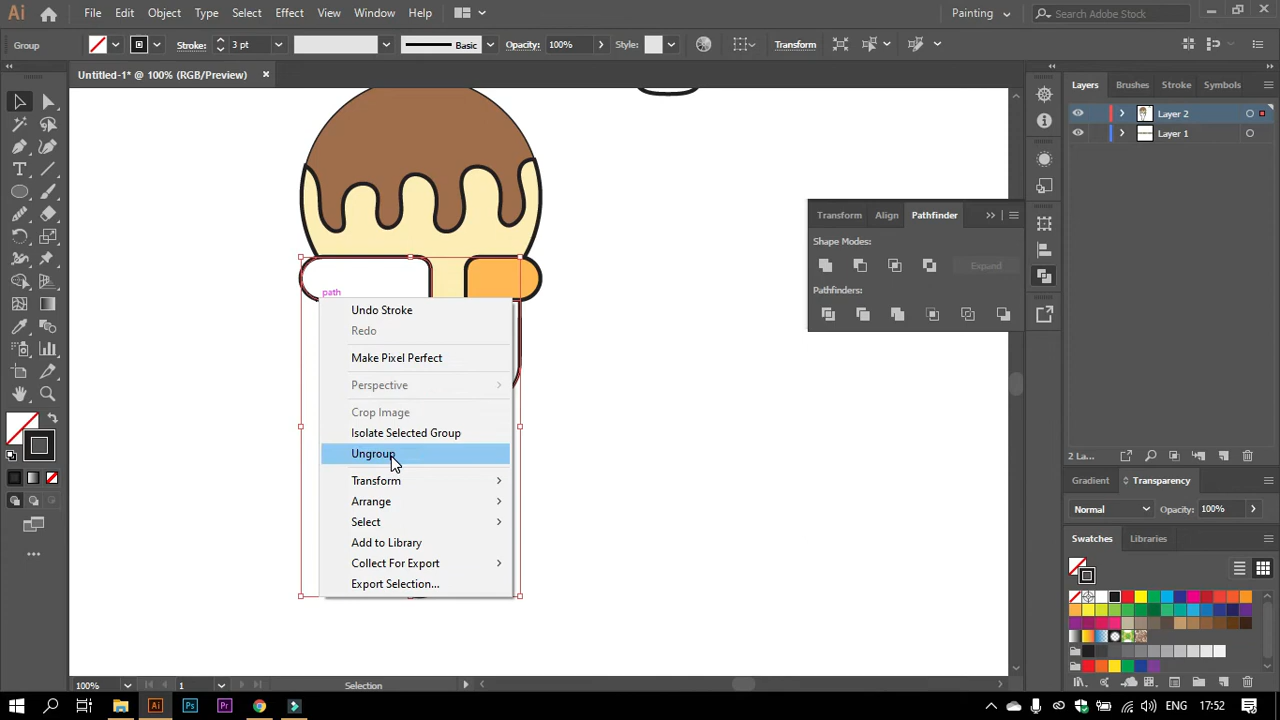 Ai File Edit Object Type Select Effect View Window Help Painting Search Adobe Stock
Group Stroke: 3 pt Basic Opacity: 100% Style: Transform
Untitled-1* @ 100% (RGB/Preview) ×
Layers Brushes Stroke Symbols
Layer 2
Layer 1
Transform Align Pathfinder
Shape Modes:
Expand
Pathfinders:
path
Undo Stroke
Redo
Make Pixel Perfect
Perspective
Crop Image
Isolate Selected Group
Ungroup
Transform
Arrange
Select
Add to Library
Collect For Export
Export Selection...
2 La...
Gradient Transparency
Normal Opacity: 100%
Swatches Libraries
100% 1 Selection
Ai Ps Pr ENG 17:52